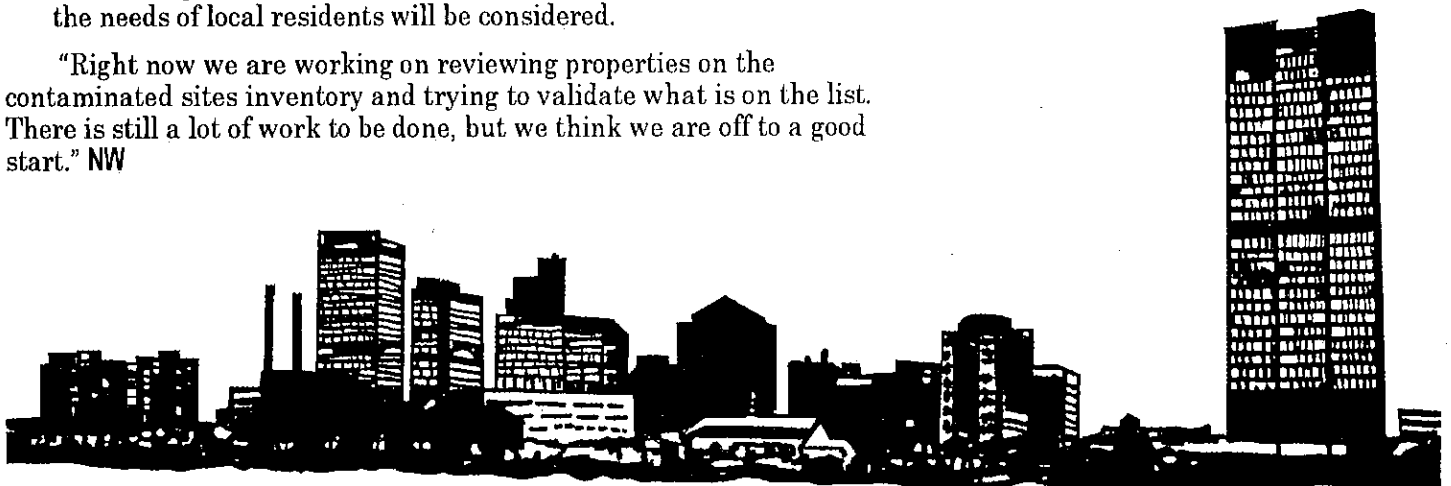 the needs of local residents will be considered.
“Right now we are working on reviewing properties on the
contaminated sites inventory and trying to validate what is on the list.
There is still a lot of work to be done, but we think we are off to a good
start.” NW